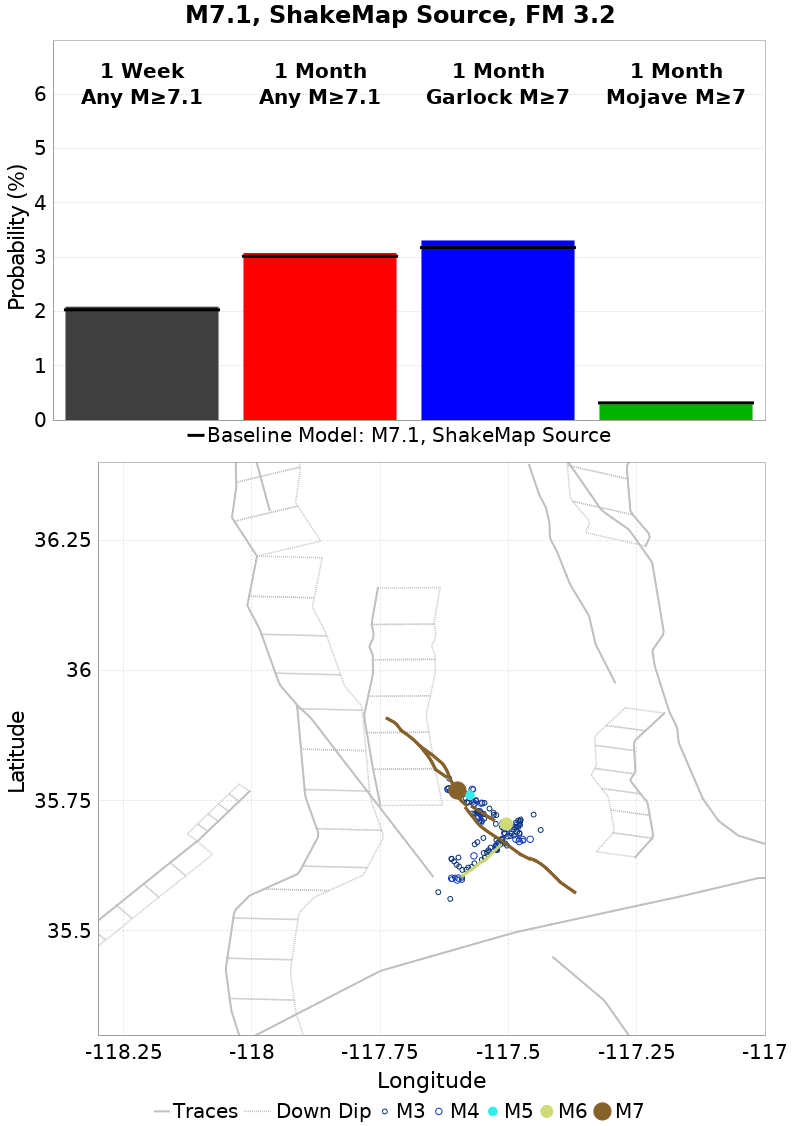 M7.1, ShakeMap Source, FM 3.2
1 Week
Any M≥7.1
1 Month
Any M≥7.1
1 Month
Garlock M≥7
1 Month
Mojave M≥7
Probability (%)
6
5
4
3
2
1
0
Baseline Model: M7.1, ShakeMap Source
Latitude
36.25
36
35.75
35.5
-118.25
-118
-117.75
-117.5
-117.25
-117
Longitude
Traces
Down Dip
M3
M4
M5
M6
M7